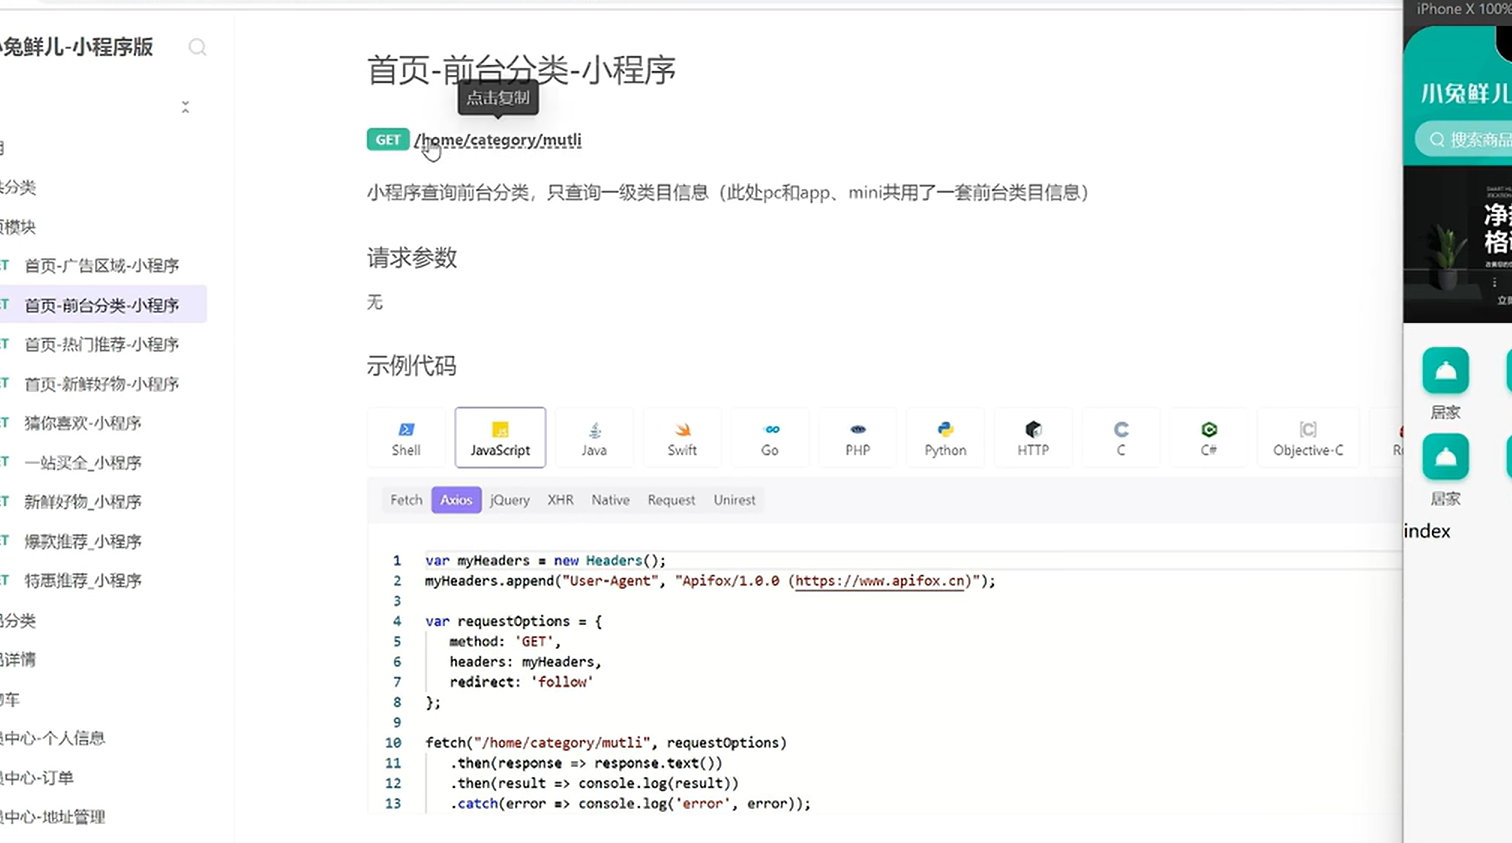 小兔鲜儿-小程序版
分类
模块
首页-广告区域-小程序
首页-前台分类-小程序
首页-热门推荐-小程序
首页-新鲜好物-小程序
猜你喜欢-小程序
一站买全_小程序
新鲜好物_小程序
爆款推荐_小程序
特惠推荐_小程序
分类
详情
车
中心-个人信息
中心-订单
中心-地址管理
首页-前台分类-小程序
点击复制
GET /home/category/mutli
小程序查询前台分类，只查询一级类目信息（此处pc和app、mini共用了一套前台类目信息）
请求参数
无
示例代码
Shell JavaScript Java Swift Go PHP Python HTTP C C# Objective-C
Fetch Axios jQuery XHR Native Request Unirest
1 var myHeaders = new Headers();
2 myHeaders.append("User-Agent", "Apifox/1.0.0 (https://www.apifox.cn)");
3
4 var requestOptions = {
5 method: 'GET',
6 headers: myHeaders,
7 redirect: 'follow'
8 };
9
10 fetch("/home/category/mutli", requestOptions)
11 .then(response => response.text())
12 .then(result => console.log(result))
13 .catch(error => console.log('error', error));
iPhone X 100%
小兔鲜儿
搜索商品
净
格
居家
居家
index